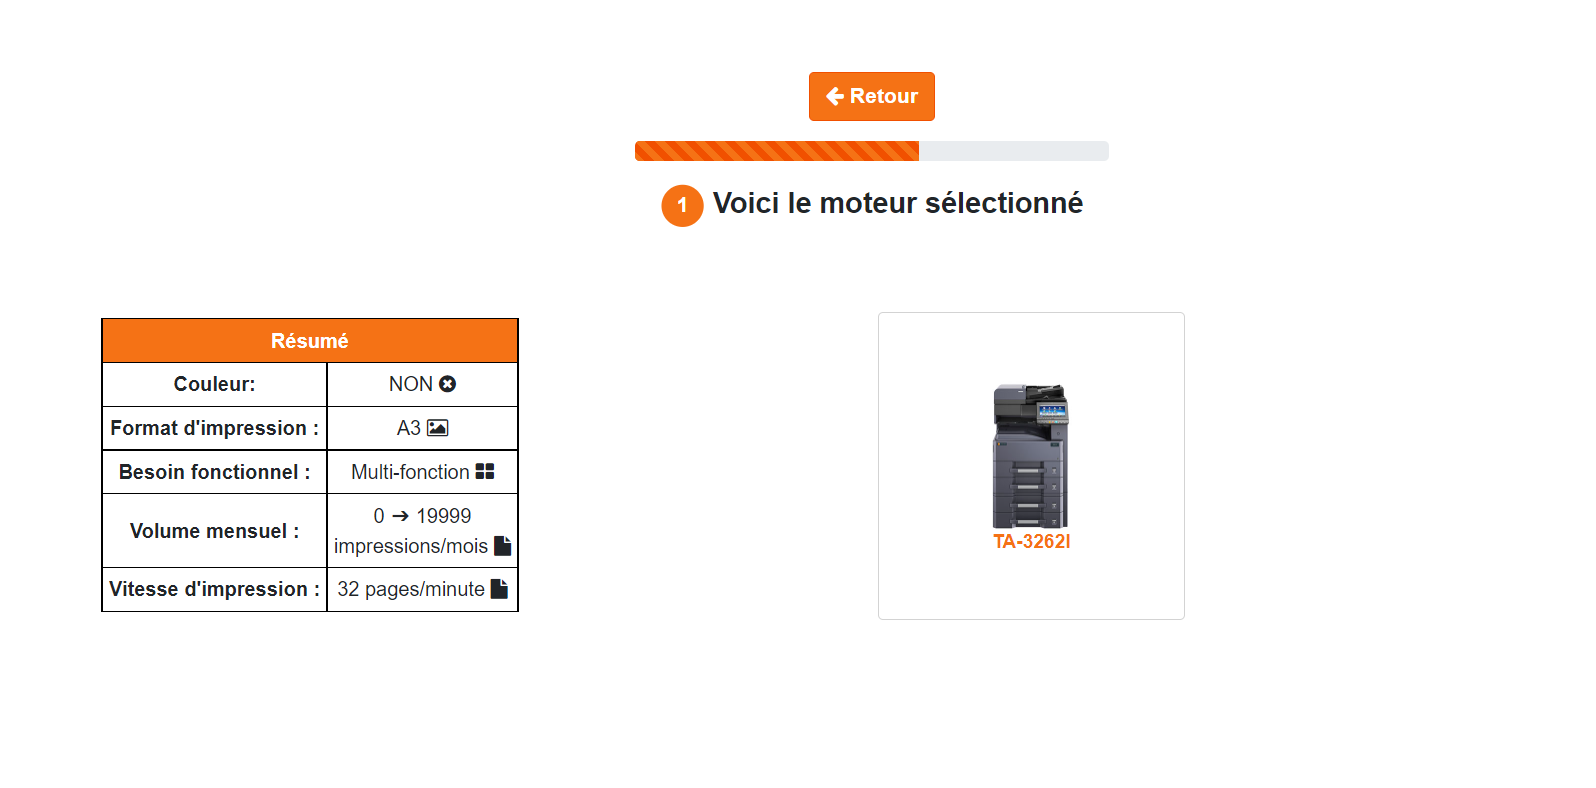 Retour
1 Voici le moteur sélectionné
Résumé
Couleur: NON
Format d'impression : A3
Besoin fonctionnel : Multi-fonction
Volume mensuel : 0 ➔ 19999
impressions/mois
Vitesse d'impression : 32 pages/minute
TA-3262I